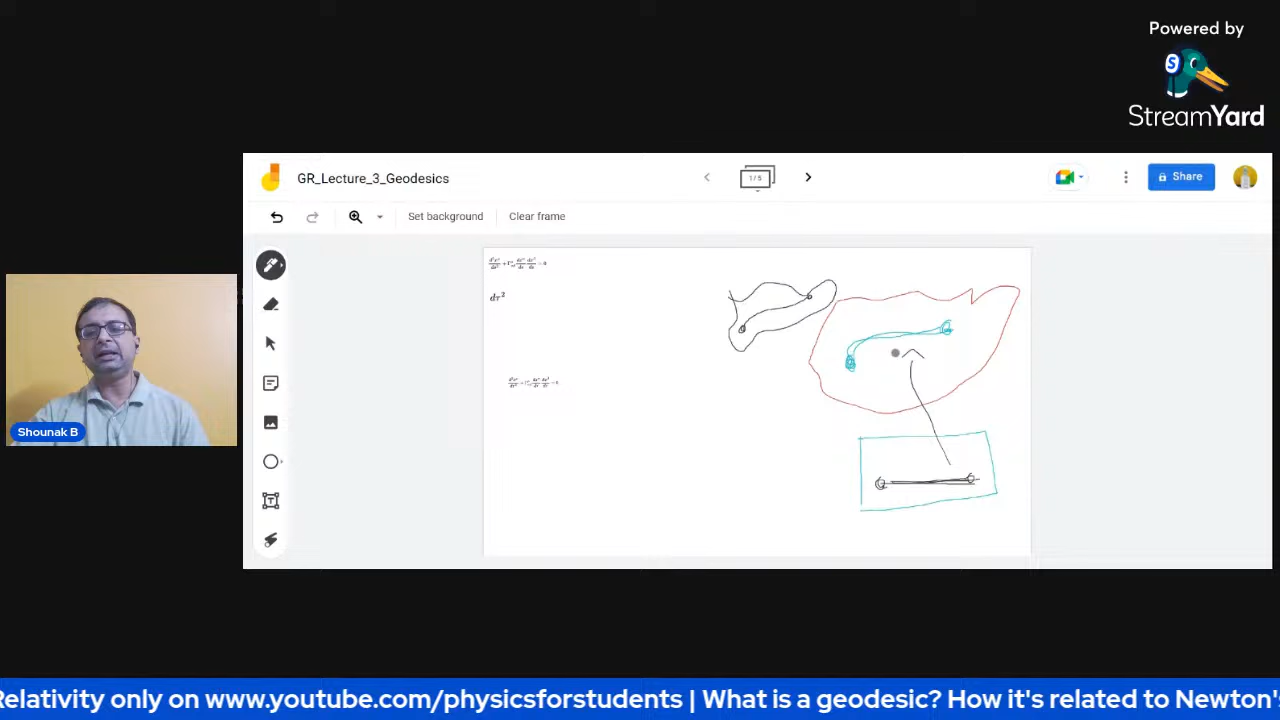 Powered by
StreamYard
GR_Lecture_3_Geodesics
1/5
Share
Set background
Clear frame
dτ²
Shounak B
Relativity only on www.youtube.com/physicsforstudents | What is a geodesic? How it's related to Newton's